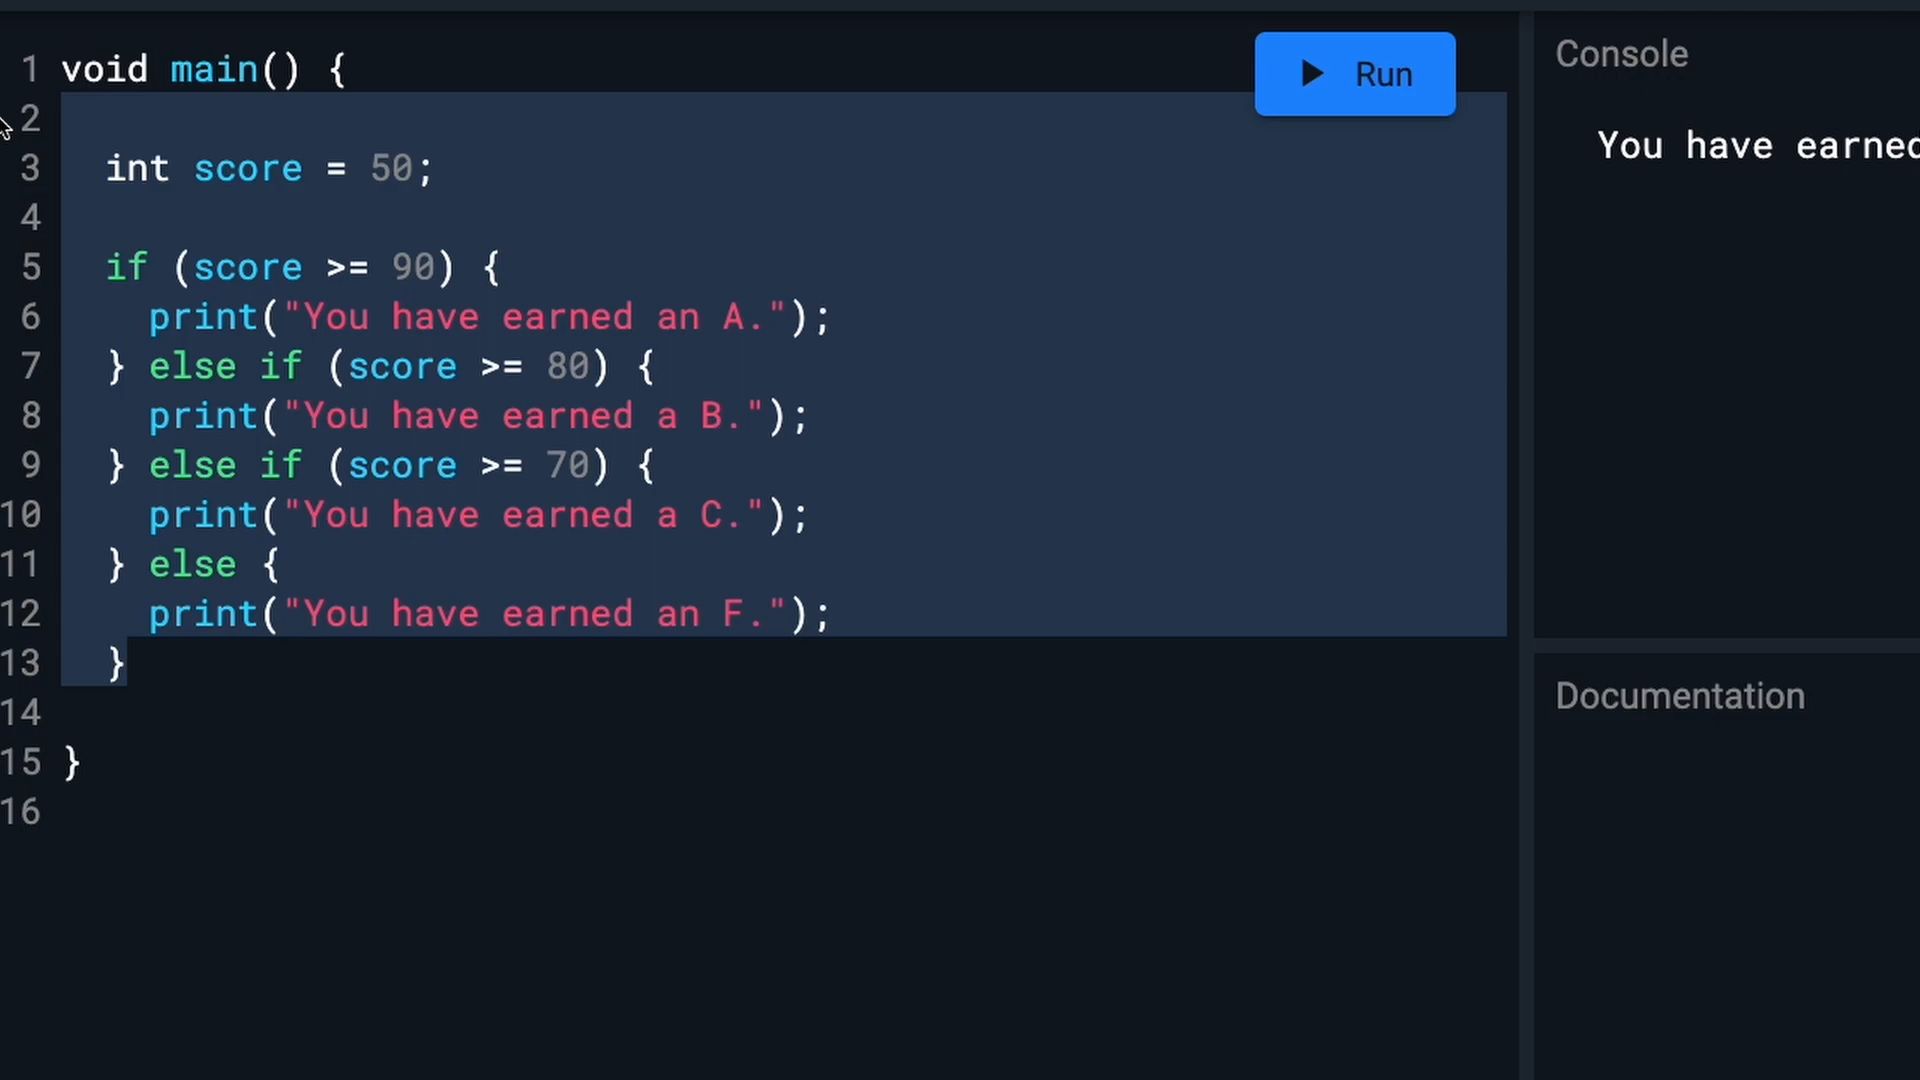 1 void main() {
2
3   int score = 50;
4
5   if (score >= 90) {
6     print("You have earned an A.");
7   } else if (score >= 80) {
8     print("You have earned a B.");
9   } else if (score >= 70) {
10     print("You have earned a C.");
11   } else {
12     print("You have earned an F.");
13   }
14
15 }
16
Run
Console
You have earned
Documentation